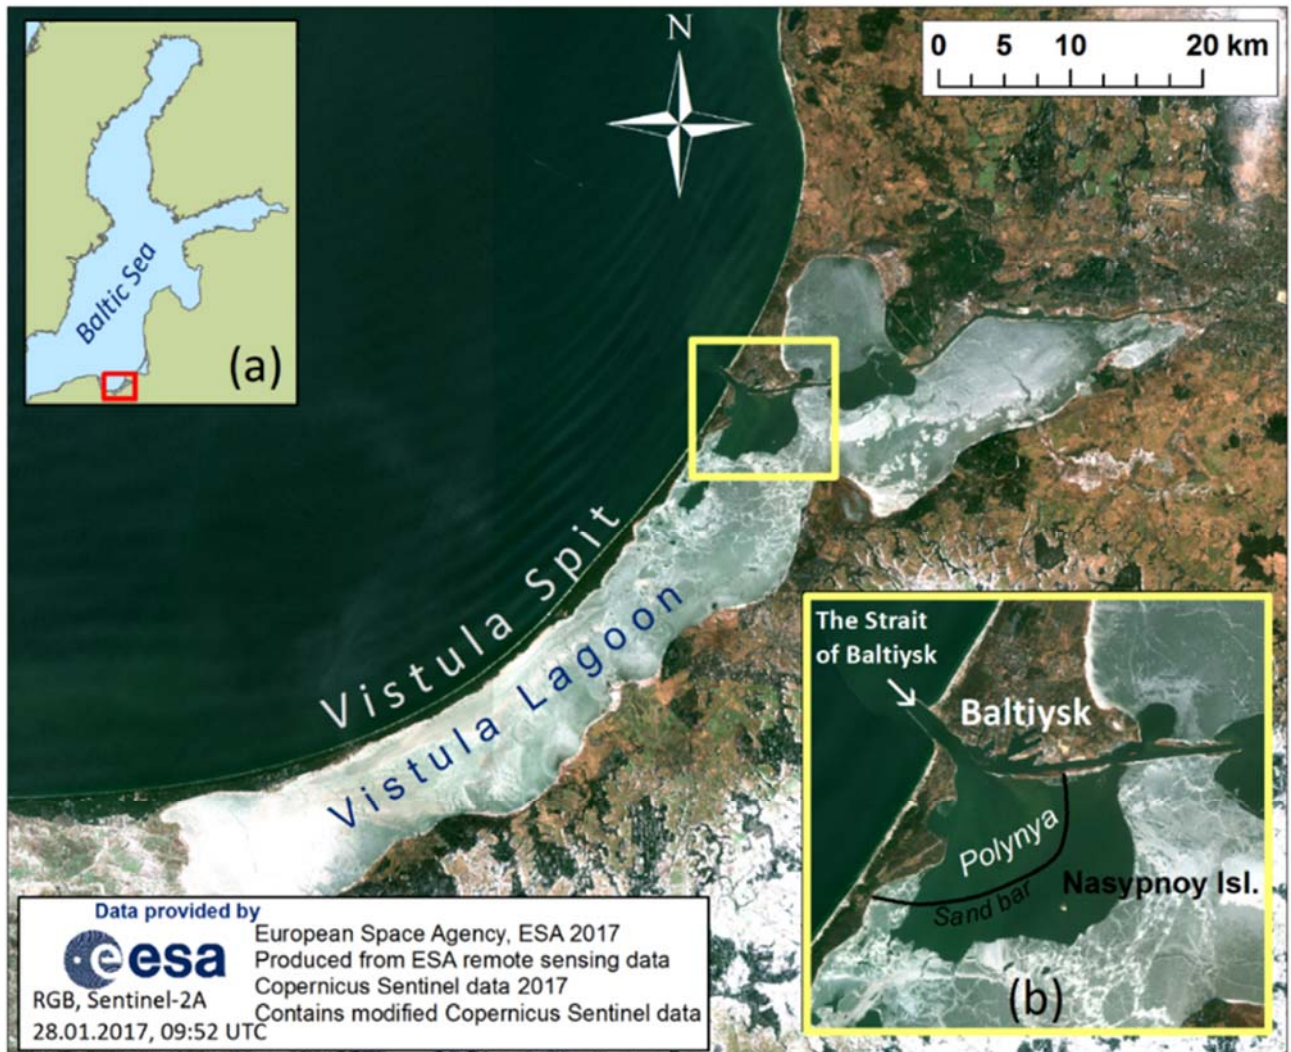 N
0 5 10 20 km
Baltic Sea
(a)
Vistula Spit
Vistula Lagoon
The Strait
of Baltiysk
Baltiysk
Polynya
Sand bar
Nasypnoy Isl.
(b)
Data provided by
esa
European Space Agency, ESA 2017
Produced from ESA remote sensing data
Copernicus Sentinel data 2017
Contains modified Copernicus Sentinel data
RGB, Sentinel-2A
28.01.2017, 09:52 UTC